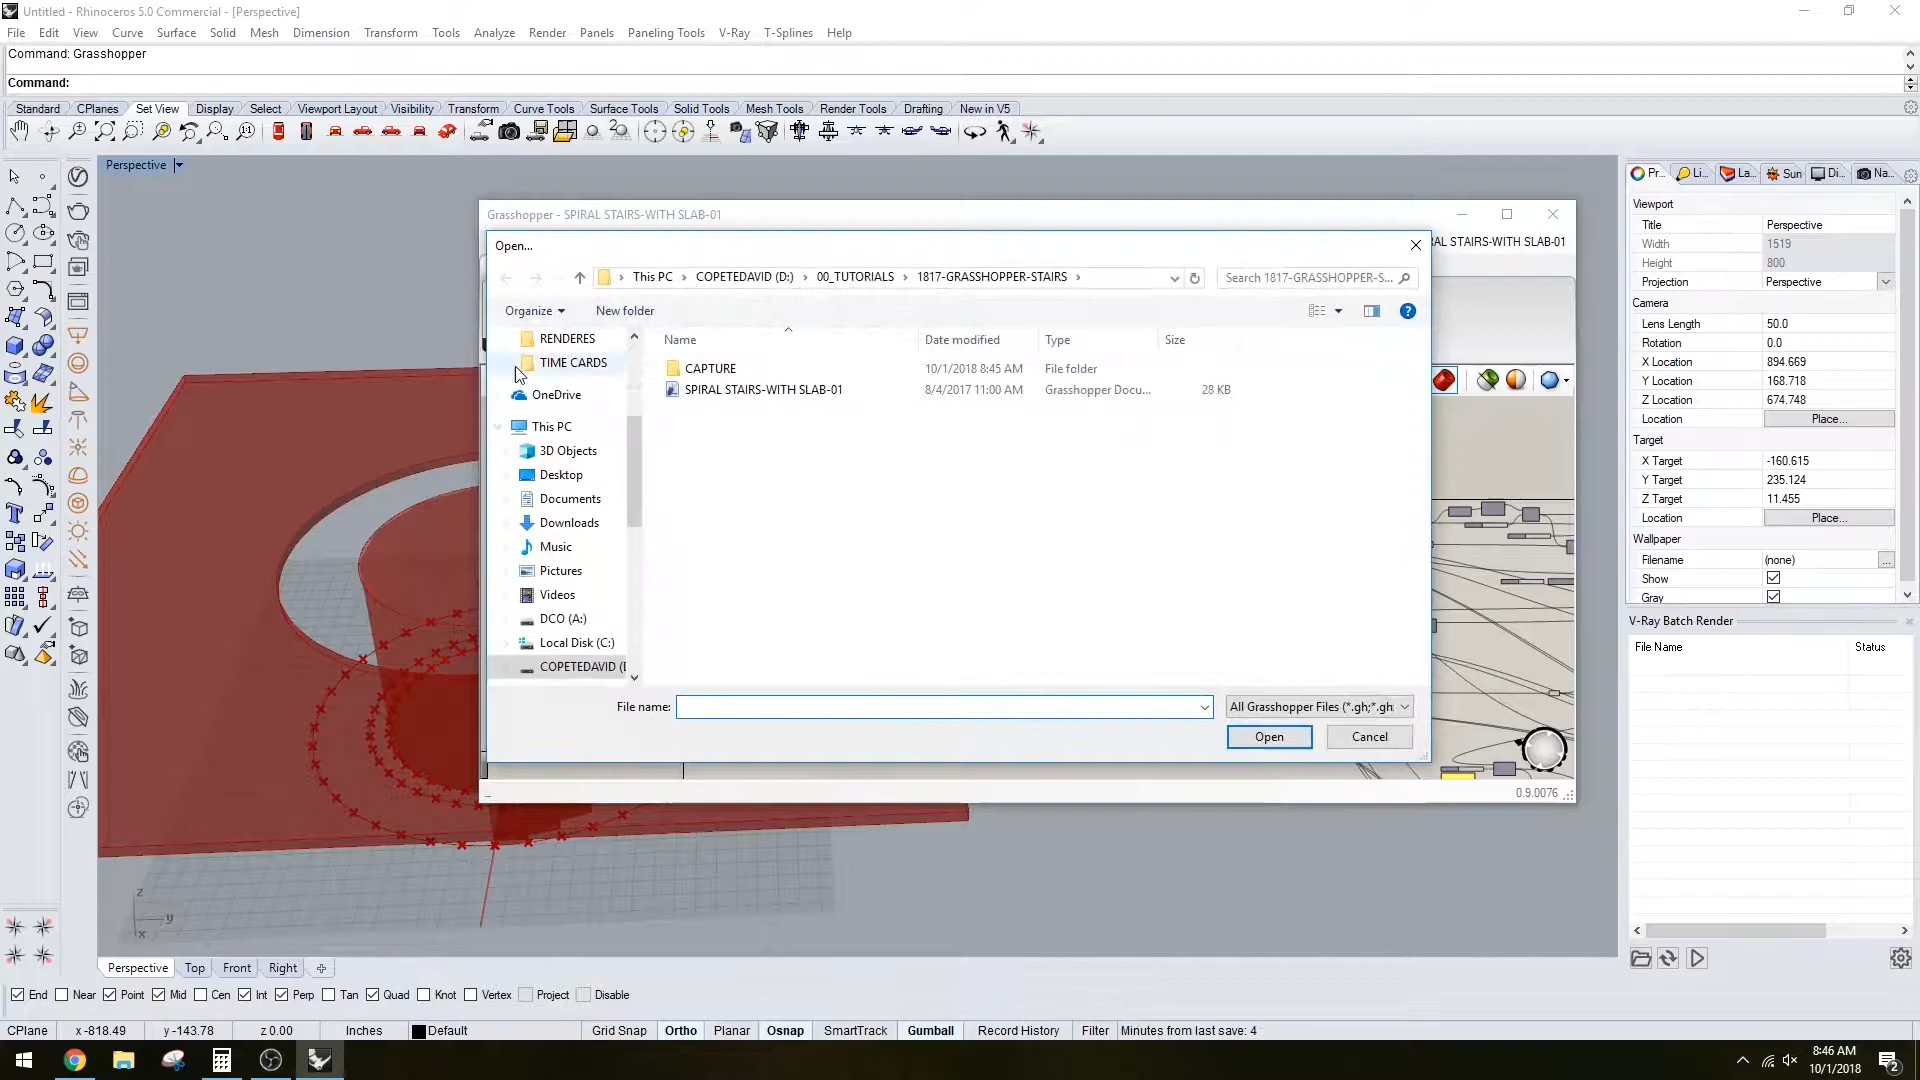 Untitled - Rhinoceros 5.0 Commercial - [Perspective]
File Edit View Curve Surface Solid Mesh Dimension Transform Tools Analyze Render Panels Paneling Tools V-Ray T-Splines Help
Command: Grasshopper
Command:
Standard CPlanes Set View Display Select Viewport Layout Visibility Transform Curve Tools Surface Tools Solid Tools Mesh Tools Render Tools Drafting New in V5
Perspective
Pr... Li... La... Sun Di... Na...
Viewport
Title Perspective
Width 1519
Height 800
Projection Perspective
Camera
Lens Length 50.0
Rotation 0.0
X Location 894.669
Y Location 168.718
Z Location 674.748
Location Place...
Target
X Target -160.615
Y Target 235.124
Z Target 11.455
Location Place...
Wallpaper
Filename (none) ...
Show
Gray
V-Ray Batch Render
File Name Status
Grasshopper - SPIRAL STAIRS-WITH SLAB-01
RAL STAIRS-WITH SLAB-01
Open...
This PC COPETEDAVID (D:) 00_TUTORIALS 1817-GRASSHOPPER-STAIRS
Search 1817-GRASSHOPPER-S...
Organize New folder
RENDERES
TIME CARDS
OneDrive
This PC
3D Objects
Desktop
Documents
Downloads
Music
Pictures
Videos
DCO (A:)
Local Disk (C:)
COPETEDAVID (
Name Date modified Type Size
CAPTURE 10/1/2018 8:45 AM File folder
SPIRAL STAIRS-WITH SLAB-01 8/4/2017 11:00 AM Grasshopper Docu... 28 KB
File name: All Grasshopper Files (*.gh;*.gh
Open Cancel
0.9.0076
z
y
x
Perspective Top Front Right
End Near Point Mid Cen Int Perp Tan Quad Knot Vertex Project Disable
CPlane x -818.49 y -143.78 z 0.00 Inches Default Grid Snap Ortho Planar Osnap SmartTrack Gumball Record History Filter Minutes from last save: 4
8:46 AM
10/1/2018
2